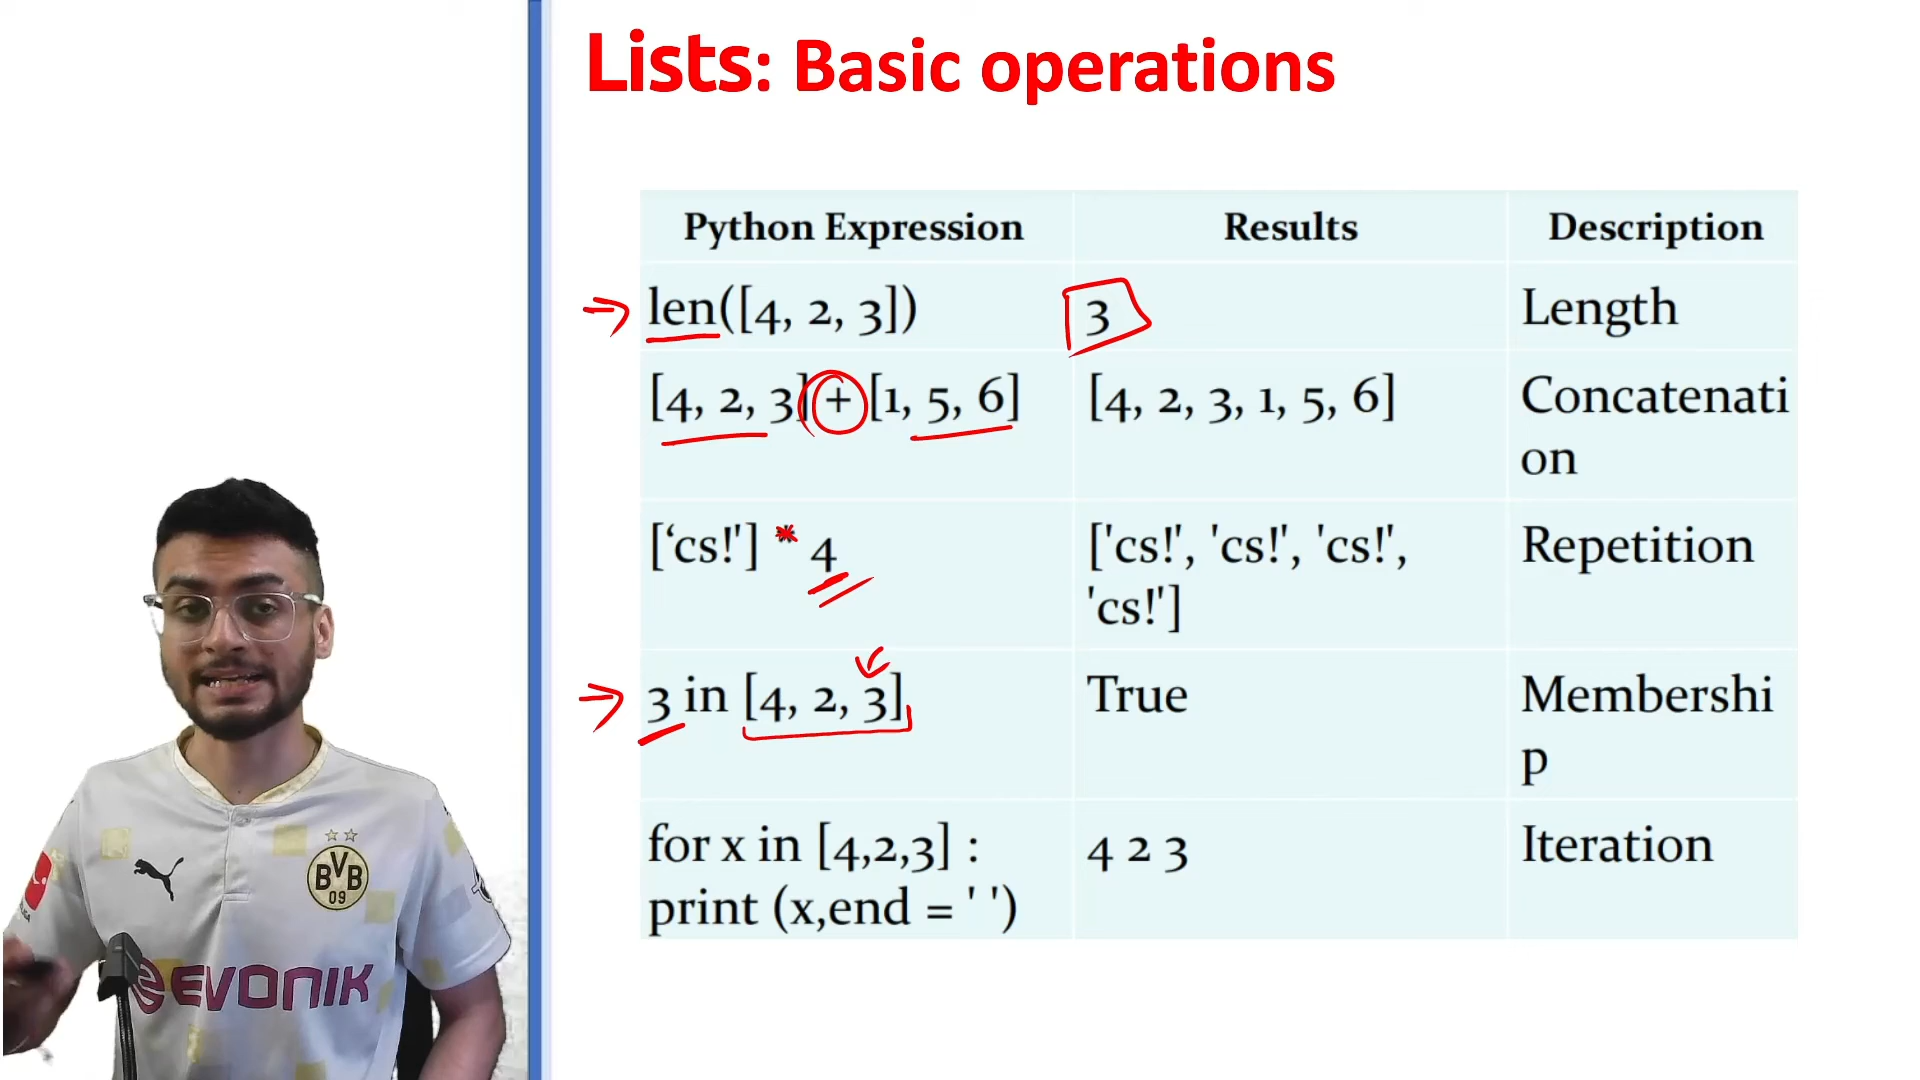 Lists: Basic operations
Python Expression Results Description
len([4, 2, 3]) 3 Length
[4, 2, 3] + [1, 5, 6] [4, 2, 3, 1, 5, 6] Concatenati
on
[‘cs!'] * 4 ['cs!', 'cs!', 'cs!', Repetition
'cs!']
3 in [4, 2, 3] True Membershi
p
for x in [4,2,3] : 4 2 3 Iteration
print (x,end = ' ')
BVB
09
EVONIK